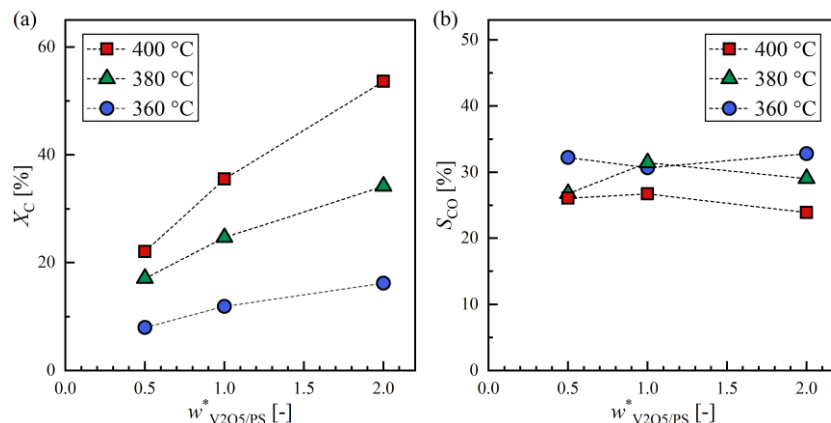 (a)
400 °C
380 °C
360 °C
X_C [%]
60
40
20
0
0.0 0.5 1.0 1.5 2.0
w*_V2O5/PS [-]
(b)
400 °C
380 °C
360 °C
S_CO [%]
50
40
30
20
10
0
0.0 0.5 1.0 1.5 2.0
w*_V2O5/PS [-]